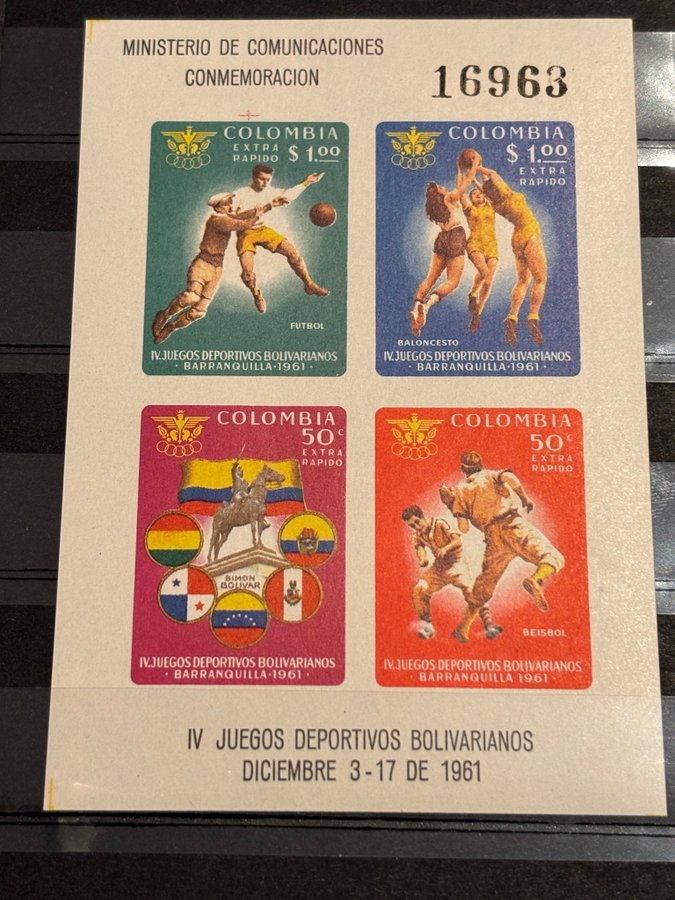 MINISTERIO DE COMUNICACIONES
CONMEMORACION
16963
COLOMBIA
EXTRA
RAPIDO
$1.00
FUTBOL
IV. JUEGOS DEPORTIVOS BOLIVARIANOS
· BARRANQUILLA · 1961 ·
COLOMBIA
$1.00
EXTRA
RAPIDO
BALONCESTO
IV. JUEGOS DEPORTIVOS BOLIVARIANOS
· BARRANQUILLA · 1961 ·
COLOMBIA
50c
EXTRA
RAPIDO
SIMON
BOLIVAR
IV. JUEGOS DEPORTIVOS BOLIVARIANOS
· BARRANQUILLA · 1961 ·
COLOMBIA
50c
EXTRA
RAPIDO
BEISBOL
IV. JUEGOS DEPORTIVOS BOLIVARIANOS
· BARRANQUILLA 1961 ·
IV JUEGOS DEPORTIVOS BOLIVARIANOS
DICIEMBRE 3-17 DE 1961